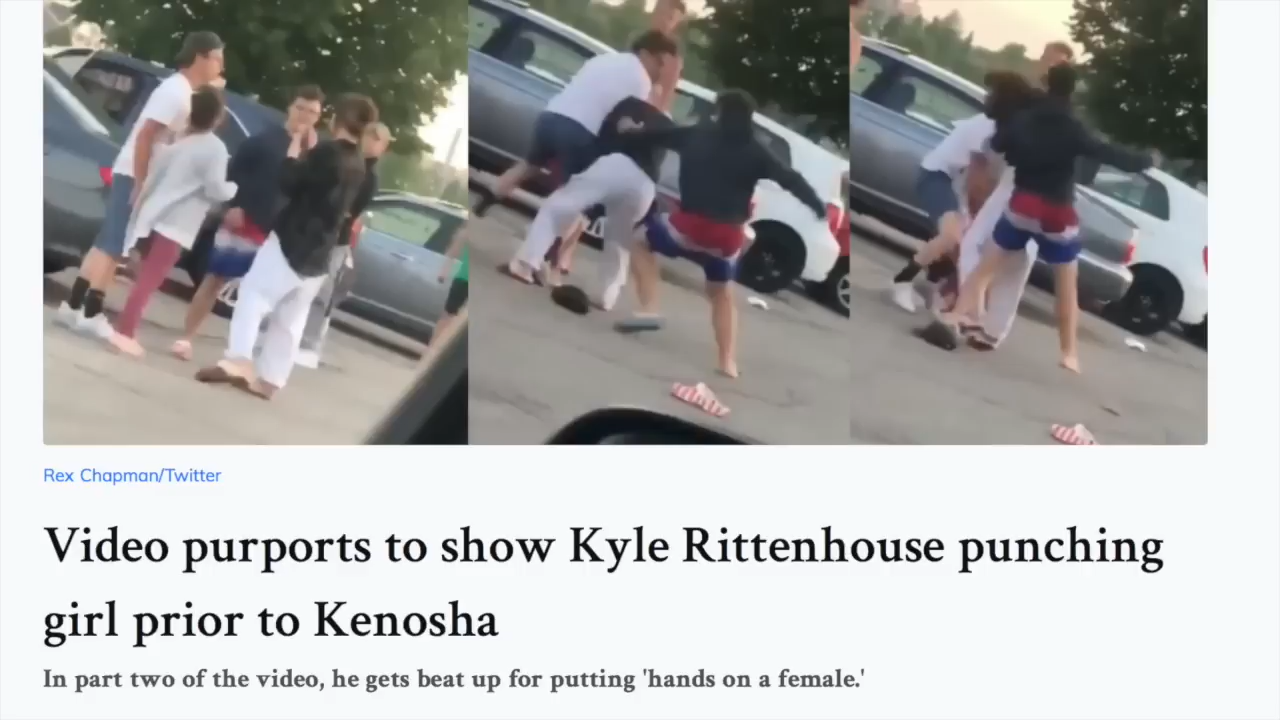 Rex Chapman/Twitter
Video purports to show Kyle Rittenhouse punching
girl prior to Kenosha
In part two of the video, he gets beat up for putting 'hands on a female.'